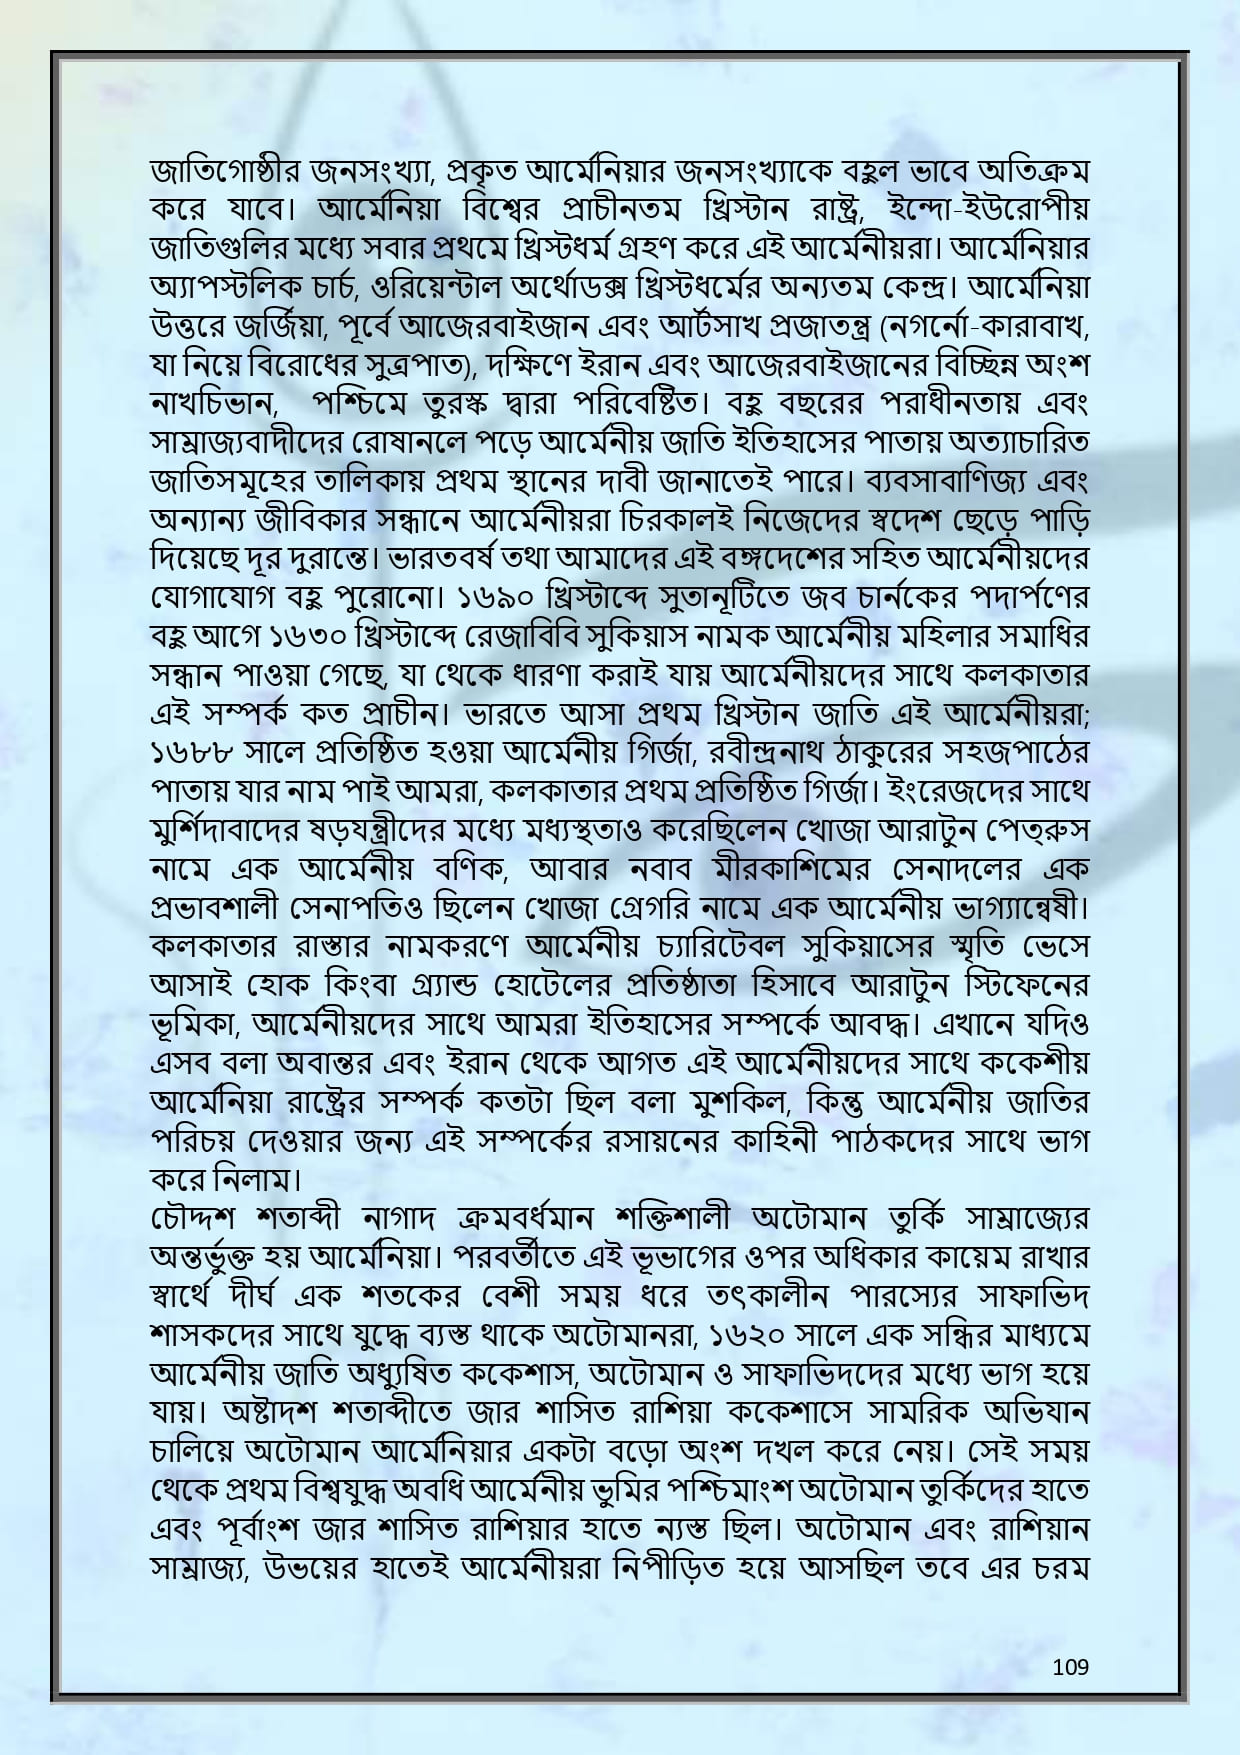 জাতিগোষ্ঠীর জনসংখ্যা, প্রকৃত আর্মেনিয়ার জনসংখ্যাকে বহুল ভাবে অতিক্রম
করে যাবে। আর্মেনিয়া বিশ্বের প্রাচীনতম খ্রিস্টান রাষ্ট্র, ইন্দো-ইউরোপীয়
জাতিগুলির মধ্যে সবার প্রথমে খ্রিস্টধর্ম গ্রহণ করে এই আর্মেনীয়রা। আর্মেনিয়ার
অ্যাপস্টলিক চার্চ, ওরিয়েন্টাল অর্থোডক্স খ্রিস্টধর্মের অন্যতম কেন্দ্র। আর্মেনিয়া
উত্তরে জর্জিয়া, পূর্বে আজেরবাইজান এবং আর্টসাখ প্রজাতন্ত্র (নগর্নো-কারাবাখ,
যা নিয়ে বিরোধের সুত্রপাত), দক্ষিণে ইরান এবং আজেরবাইজানের বিচ্ছিন্ন অংশ
নাখচিভান, পশ্চিমে তুরস্ক দ্বারা পরিবেষ্টিত। বহু বছরের পরাধীনতায় এবং
সাম্রাজ্যবাদীদের রোষানলে পড়ে আর্মেনীয় জাতি ইতিহাসের পাতায় অত্যাচারিত
জাতিসমূহের তালিকায় প্রথম স্থানের দাবী জানাতেই পারে। ব্যবসাবাণিজ্য এবং
অন্যান্য জীবিকার সন্ধানে আর্মেনীয়রা চিরকালই নিজেদের স্বদেশ ছেড়ে পাড়ি
দিয়েছে দূর দুরান্তে। ভারতবর্ষ তথা আমাদের এই বঙ্গদেশের সহিত আর্মেনীয়দের
যোগাযোগ বহু পুরোনো। ১৬৯০ খ্রিস্টাব্দে সুতানূটিতে জব চার্নকের পদার্পণের
বহু আগে ১৬৩০ খ্রিস্টাব্দে রেজাবিবি সুকিয়াস নামক আর্মেনীয় মহিলার সমাধির
সন্ধান পাওয়া গেছে, যা থেকে ধারণা করাই যায় আর্মেনীয়দের সাথে কলকাতার
এই সম্পর্ক কত প্রাচীন। ভারতে আসা প্রথম খ্রিস্টান জাতি এই আর্মেনীয়রা;
১৬৮৮ সালে প্রতিষ্ঠিত হওয়া আর্মেনীয় গির্জা, রবীন্দ্রনাথ ঠাকুরের সহজপাঠের
পাতায় যার নাম পাই আমরা, কলকাতার প্রথম প্রতিষ্ঠিত গির্জা। ইংরেজদের সাথে
মুর্শিদাবাদের ষড়যন্ত্রীদের মধ্যে মধ্যস্থতাও করেছিলেন খোজা আরাটুন পেত্রুস
নামে এক আর্মেনীয় বণিক, আবার নবাব মীরকাশিমের সেনাদলের এক
প্রভাবশালী সেনাপতিও ছিলেন খোজা গ্রেগরি নামে এক আর্মেনীয় ভাগ্যান্বেষী।
কলকাতার রাস্তার নামকরণে আর্মেনীয় চ্যারিটেবল সুকিয়াসের স্মৃতি ভেসে
আসাই হোক কিংবা গ্র্যান্ড হোটেলের প্রতিষ্ঠাতা হিসাবে আরাটুন স্টিফেনের
ভূমিকা, আর্মেনীয়দের সাথে আমরা ইতিহাসের সম্পর্কে আবদ্ধ। এখানে যদিও
এসব বলা অবান্তর এবং ইরান থেকে আগত এই আর্মেনীয়দের সাথে ককেশীয়
আর্মেনিয়া রাষ্ট্রের সম্পর্ক কতটা ছিল বলা মুশকিল, কিন্তু আর্মেনীয় জাতির
পরিচয় দেওয়ার জন্য এই সম্পর্কের রসায়নের কাহিনী পাঠকদের সাথে ভাগ
করে নিলাম।
চৌদ্দশ শতাব্দী নাগাদ ক্রমবর্ধমান শক্তিশালী অটোমান তুর্কি সাম্রাজ্যের
অন্তর্ভুক্ত হয় আর্মেনিয়া। পরবর্তীতে এই ভূভাগের ওপর অধিকার কায়েম রাখার
স্বার্থে দীর্ঘ এক শতকের বেশী সময় ধরে তৎকালীন পারস্যের সাফাভিদ
শাসকদের সাথে যুদ্ধে ব্যস্ত থাকে অটোমানরা, ১৬২০ সালে এক সন্ধির মাধ্যমে
আর্মেনীয় জাতি অধ্যুষিত ককেশাস, অটোমান ও সাফাভিদদের মধ্যে ভাগ হয়ে
যায়। অষ্টাদশ শতাব্দীতে জার শাসিত রাশিয়া ককেশাসে সামরিক অভিযান
চালিয়ে অটোমান আর্মেনিয়ার একটা বড়ো অংশ দখল করে নেয়। সেই সময়
থেকে প্রথম বিশ্বযুদ্ধ অবধি আর্মেনীয় ভুমির পশ্চিমাংশ অটোমান তুর্কিদের হাতে
এবং পূর্বাংশ জার শাসিত রাশিয়ার হাতে ন্যস্ত ছিল। অটোমান এবং রাশিয়ান
সাম্রাজ্য, উভয়ের হাতেই আর্মেনীয়রা নিপীড়িত হয়ে আসছিল তবে এর চরম
109